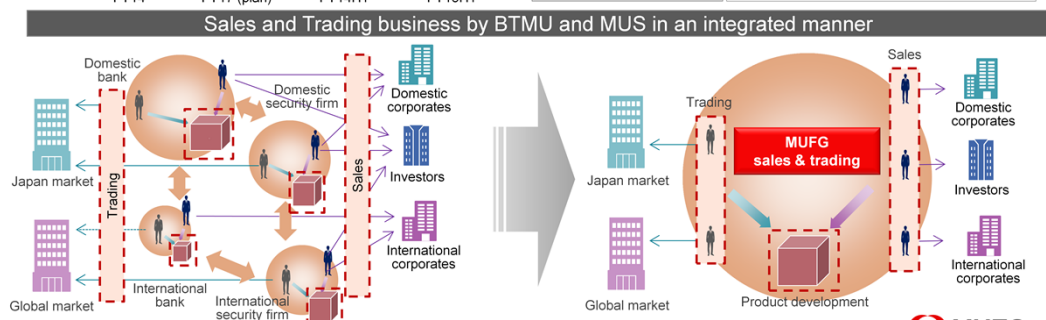 Sales and Trading business by BTMU and MUS in an integrated manner
Domestic
bank
Domestic
security firm
Domestic
corporates
Investors
International
corporates
Japan market
Global market
Trading
Sales
International
bank
International
security firm
Sales
Trading
MUFG
sales & trading
Domestic
corporates
Investors
International
corporates
Japan market
Global market
Product development